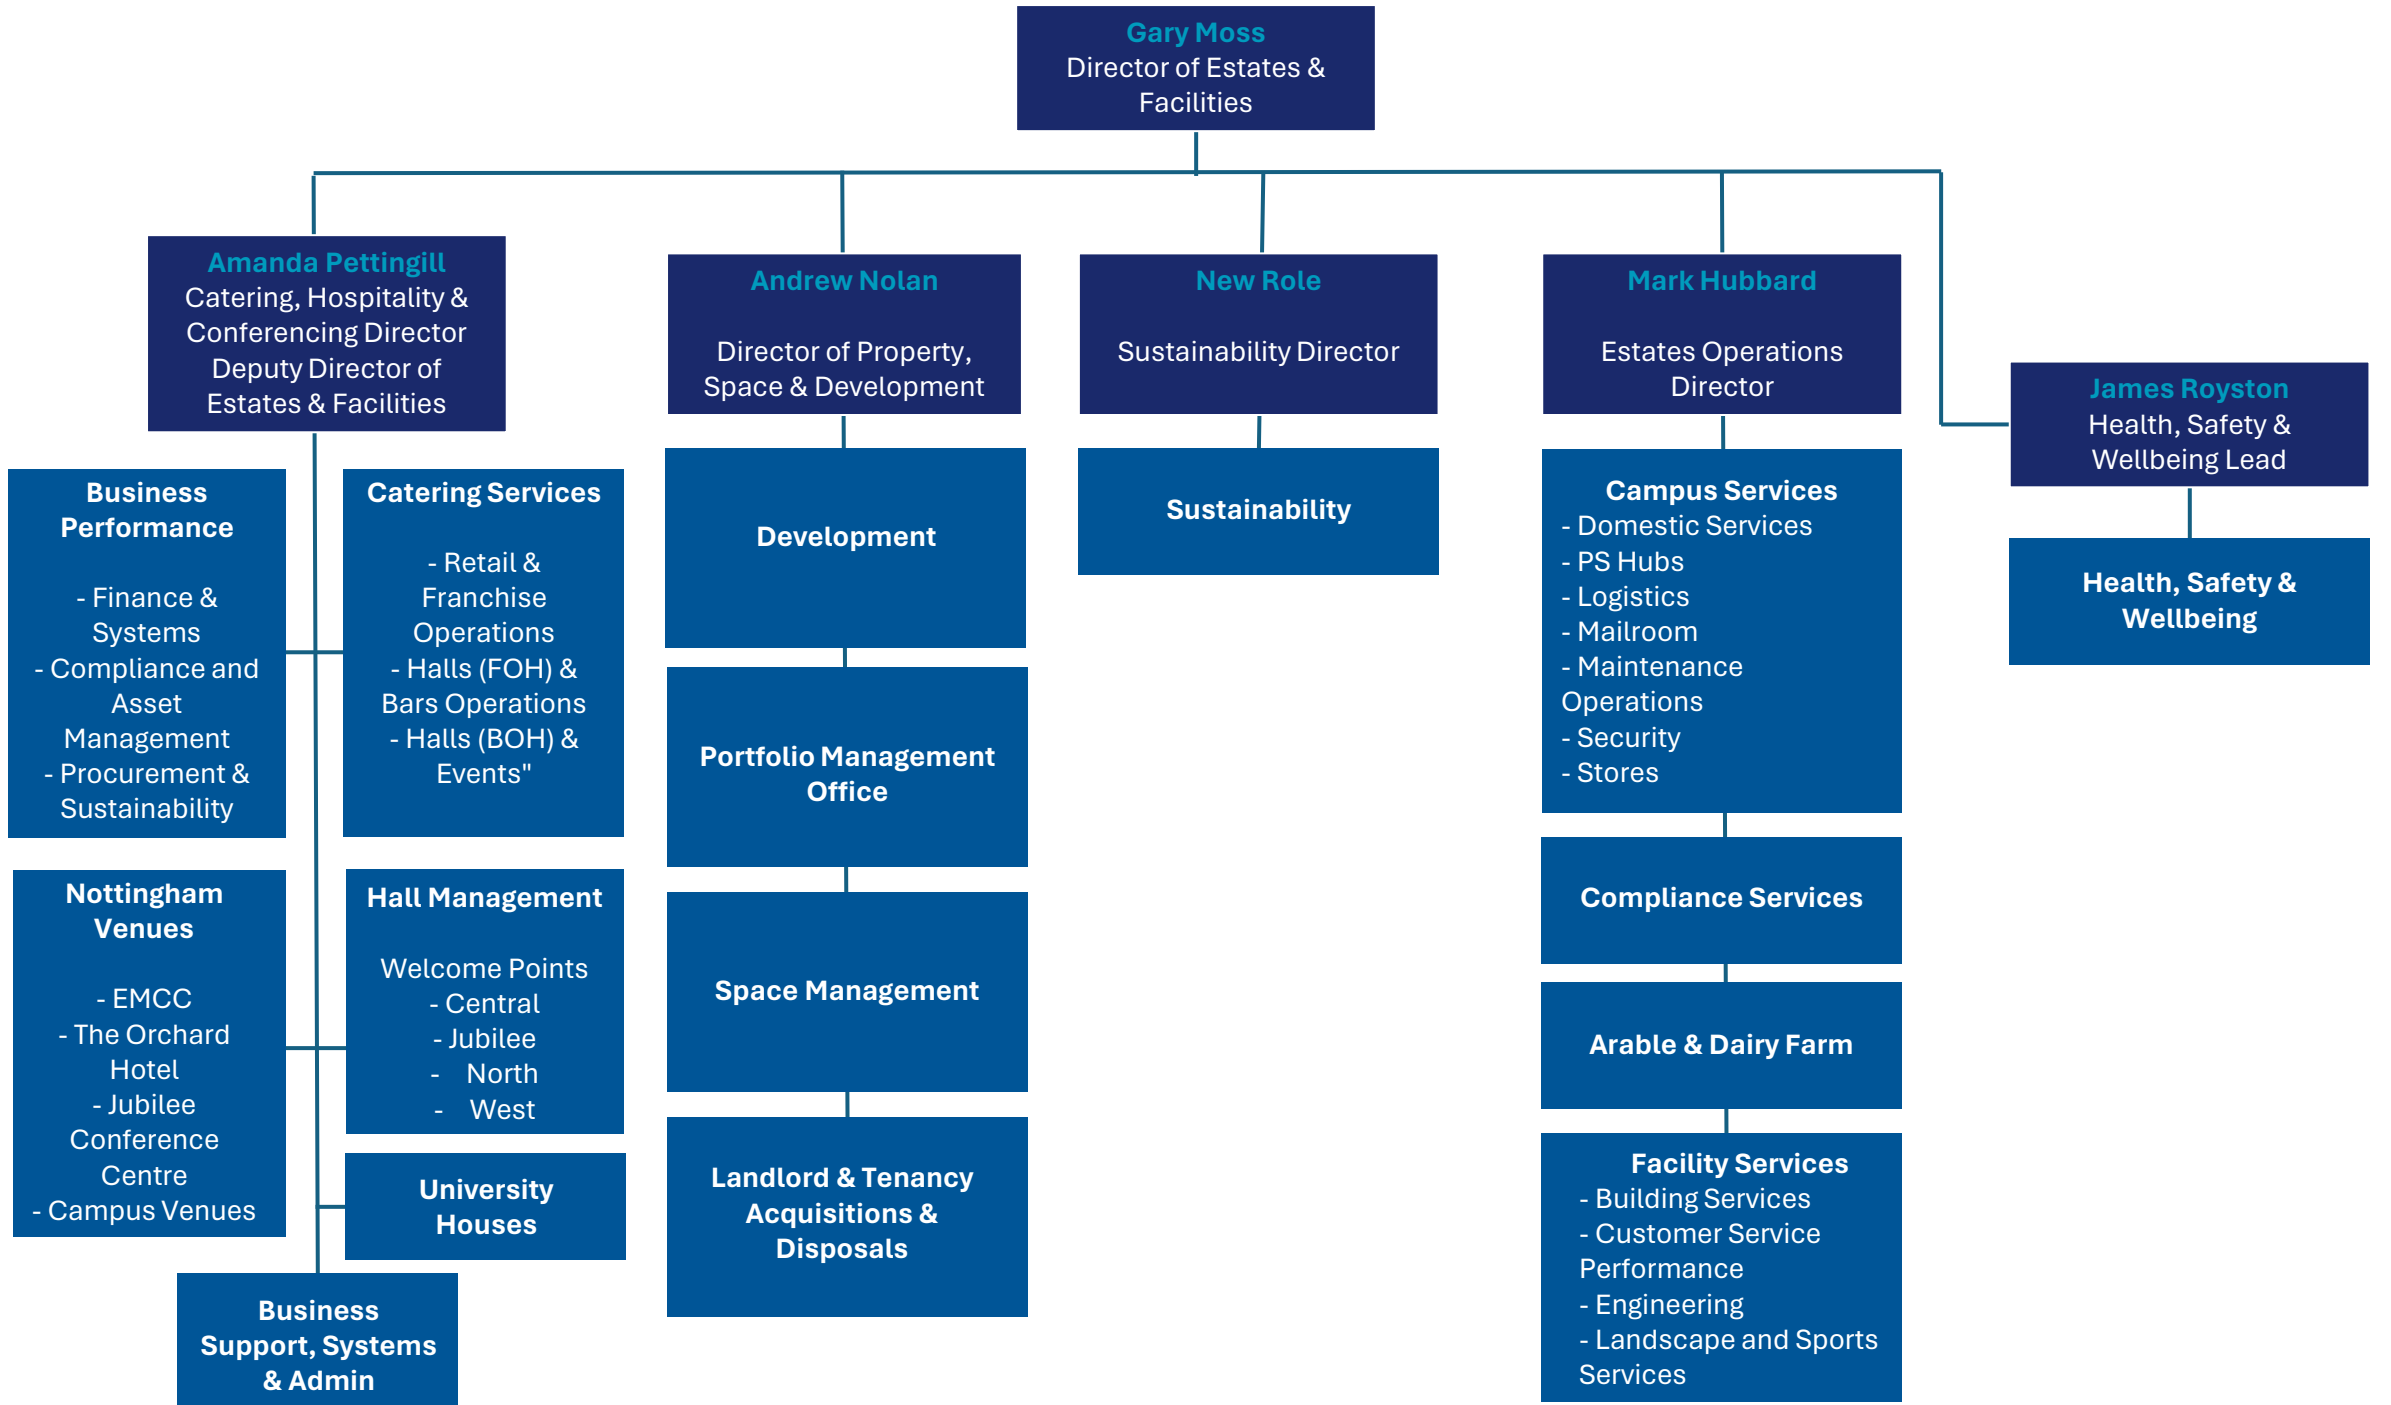 Gary Moss
Director of Estates &
Facilities
Amanda Pettingill
Catering, Hospitality &
Conferencing Director
Deputy Director of
Estates & Facilities
Andrew Nolan
Director of Property,
Space & Development
New Role
Sustainability Director
Mark Hubbard
Estates Operations
Director
James Royston
Health, Safety &
Wellbeing Lead
Business
Performance
- Finance &
Systems
- Compliance and
Asset
Management
- Procurement &
Sustainability
Catering Services
- Retail &
Franchise
Operations
- Halls (FOH) &
Bars Operations
- Halls (BOH) &
Events"
Nottingham
Venues
- EMCC
- The Orchard
Hotel
- Jubilee
Conference
Centre
- Campus Venues
Hall Management
Welcome Points
- Central
- Jubilee
- North
- West
University
Houses
Business
Support, Systems
& Admin
Development
Portfolio Management
Office
Space Management
Landlord & Tenancy
Acquisitions &
Disposals
Sustainability
Campus Services
- Domestic Services
- PS Hubs
- Logistics
- Mailroom
- Maintenance
Operations
- Security
- Stores
Compliance Services
Arable & Dairy Farm
Facility Services
- Building Services
- Customer Service
Performance
- Engineering
- Landscape and Sports
Services
Health, Safety &
Wellbeing